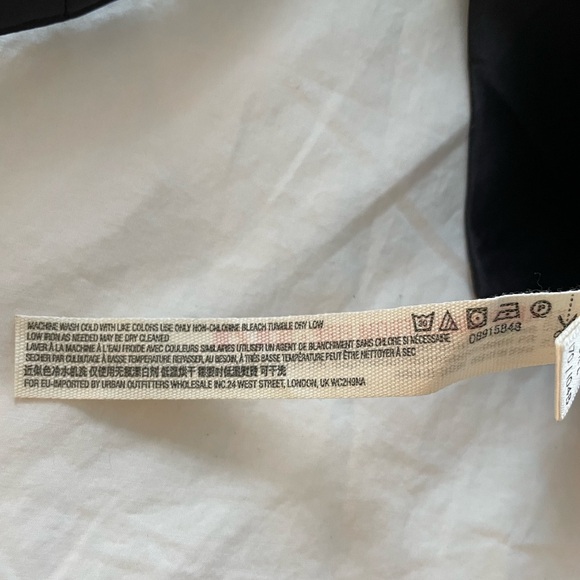 MACHINE WASH COLD WITH LIKE COLORS USE ONLY NON-CHLORINE BLEACH TUMBLE DRY LOW
LOW IRON AS NEEDED MAY BE DRY CLEANED
LAVER À LA MACHINE À L'EAU FROIDE AVEC COULEURS SIMILAIRES UTILISER UN AGENT DE BLANCHIMENT SANS CHLORE SI NÉCESSAIRE
SECHER PAR CULBUTAGE À BASSE TEMPÉRATURE REPASSER, AU BESOIN, À TRÈS BASSE TEMPÉRATURE PEUT ÊTRE NETTOYER À SEC
近似色冷水机洗 仅使用无氯漂白剂 低温烘干 需要时低温熨烫 可干洗
FOR EU-IMPORTED BY URBAN OUTFITTERS WHOLESALE INC 24 WEST STREET, LONDON, UK WC2H9NA
30
P
08915848